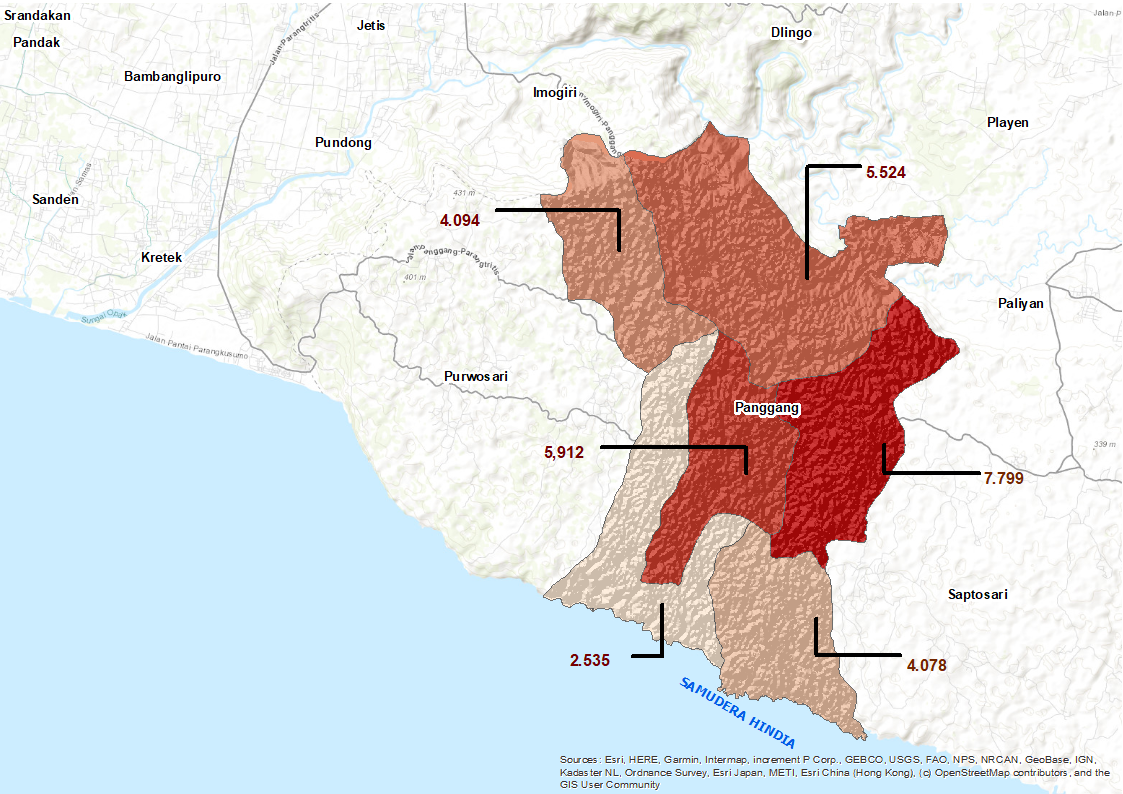 Srandakan
Pandak
Jetis
Jalan Parangtritis
Dlingo
Bambanglipuro
Imogiri
Imogiri-Panggang
Playen
Pundong
5.524
431 m
Sanden
4.094
Kretek
401 m
Paliyan
Sungai Opak
Jalan Pantai Parangkusumo
Purwosari
Panggang
339 m
5,912
7.799
Saptosari
2.535
4.078
SAMUDERA HINDIA
Sources: Esri, HERE, Garmin, Intermap, increment P Corp., GEBCO, USGS, FAO, NPS, NRCAN, GeoBase, IGN,
Kadaster NL, Ordnance Survey, Esri Japan, METI, Esri China (Hong Kong), (c) OpenStreetMap contributors, and the
GIS User Community